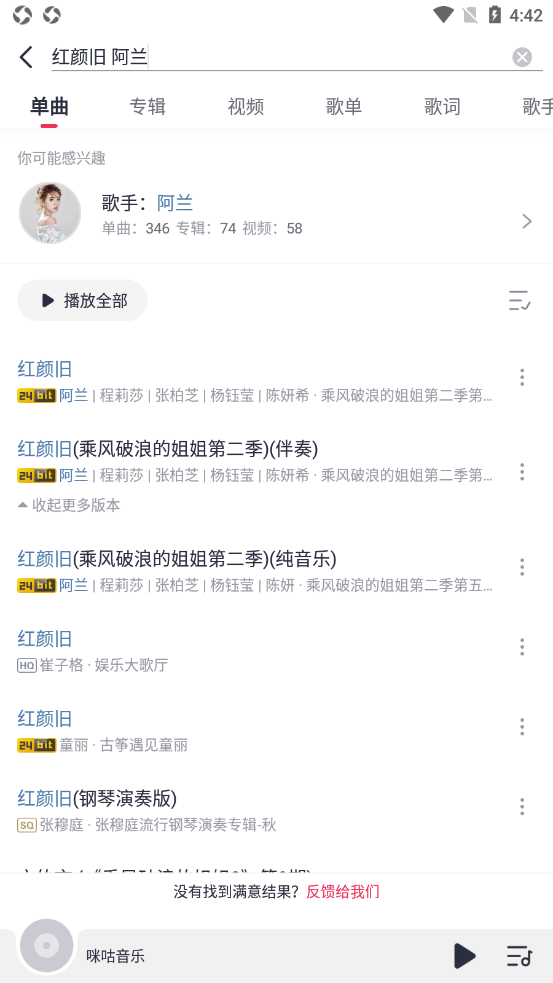 4:42
红颜旧 阿兰
单曲 专辑 视频 歌单 歌词 歌手
你可能感兴趣
歌手：阿兰
单曲：346 专辑：74 视频：58
播放全部
红颜旧
24bit 阿兰 | 程莉莎 | 张柏芝 | 杨钰莹 | 陈妍希 · 乘风破浪的姐姐第二季第...
红颜旧(乘风破浪的姐姐第二季)(伴奏)
24bit 阿兰 | 程莉莎 | 张柏芝 | 杨钰莹 | 陈妍希 · 乘风破浪的姐姐第二季第...
收起更多版本
红颜旧(乘风破浪的姐姐第二季)(纯音乐)
24bit 阿兰 | 程莉莎 | 张柏芝 | 杨钰莹 | 陈妍 · 乘风破浪的姐姐第二季第五...
红颜旧
HQ 崔子格 · 娱乐大歌厅
红颜旧
24bit 童丽 · 古筝遇见童丽
红颜旧(钢琴演奏版)
SQ 张穆庭 · 张穆庭流行钢琴演奏专辑-秋
没有找到满意结果？反馈给我们
咪咕音乐